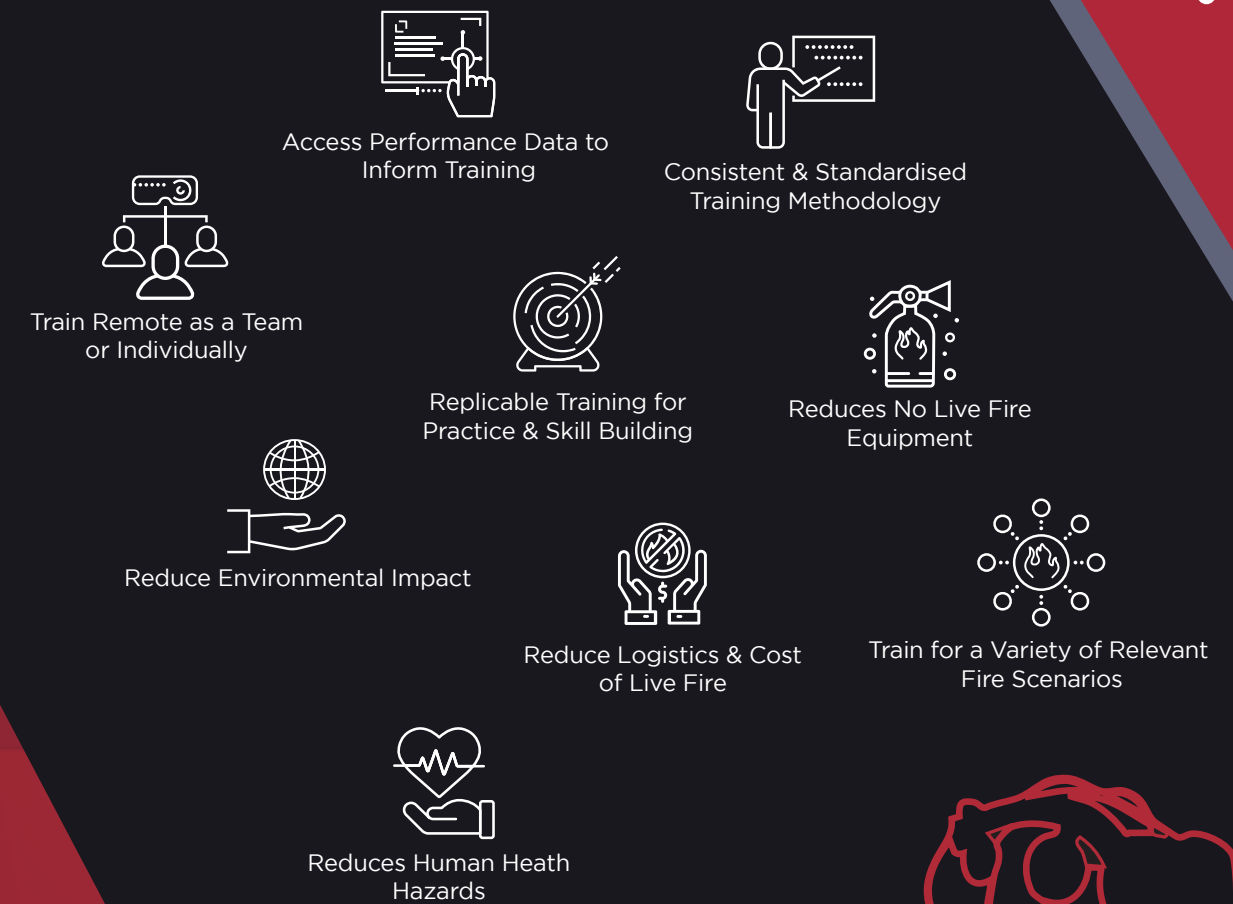 Access Performance Data to
Inform Training
Consistent & Standardised
Training Methodology
Train Remote as a Team
or Individually
Replicable Training for
Practice & Skill Building
Reduces No Live Fire
Equipment
Reduce Environmental Impact
Reduce Logistics & Cost
of Live Fire
Train for a Variety of Relevant
Fire Scenarios
Reduces Human Heath
Hazards